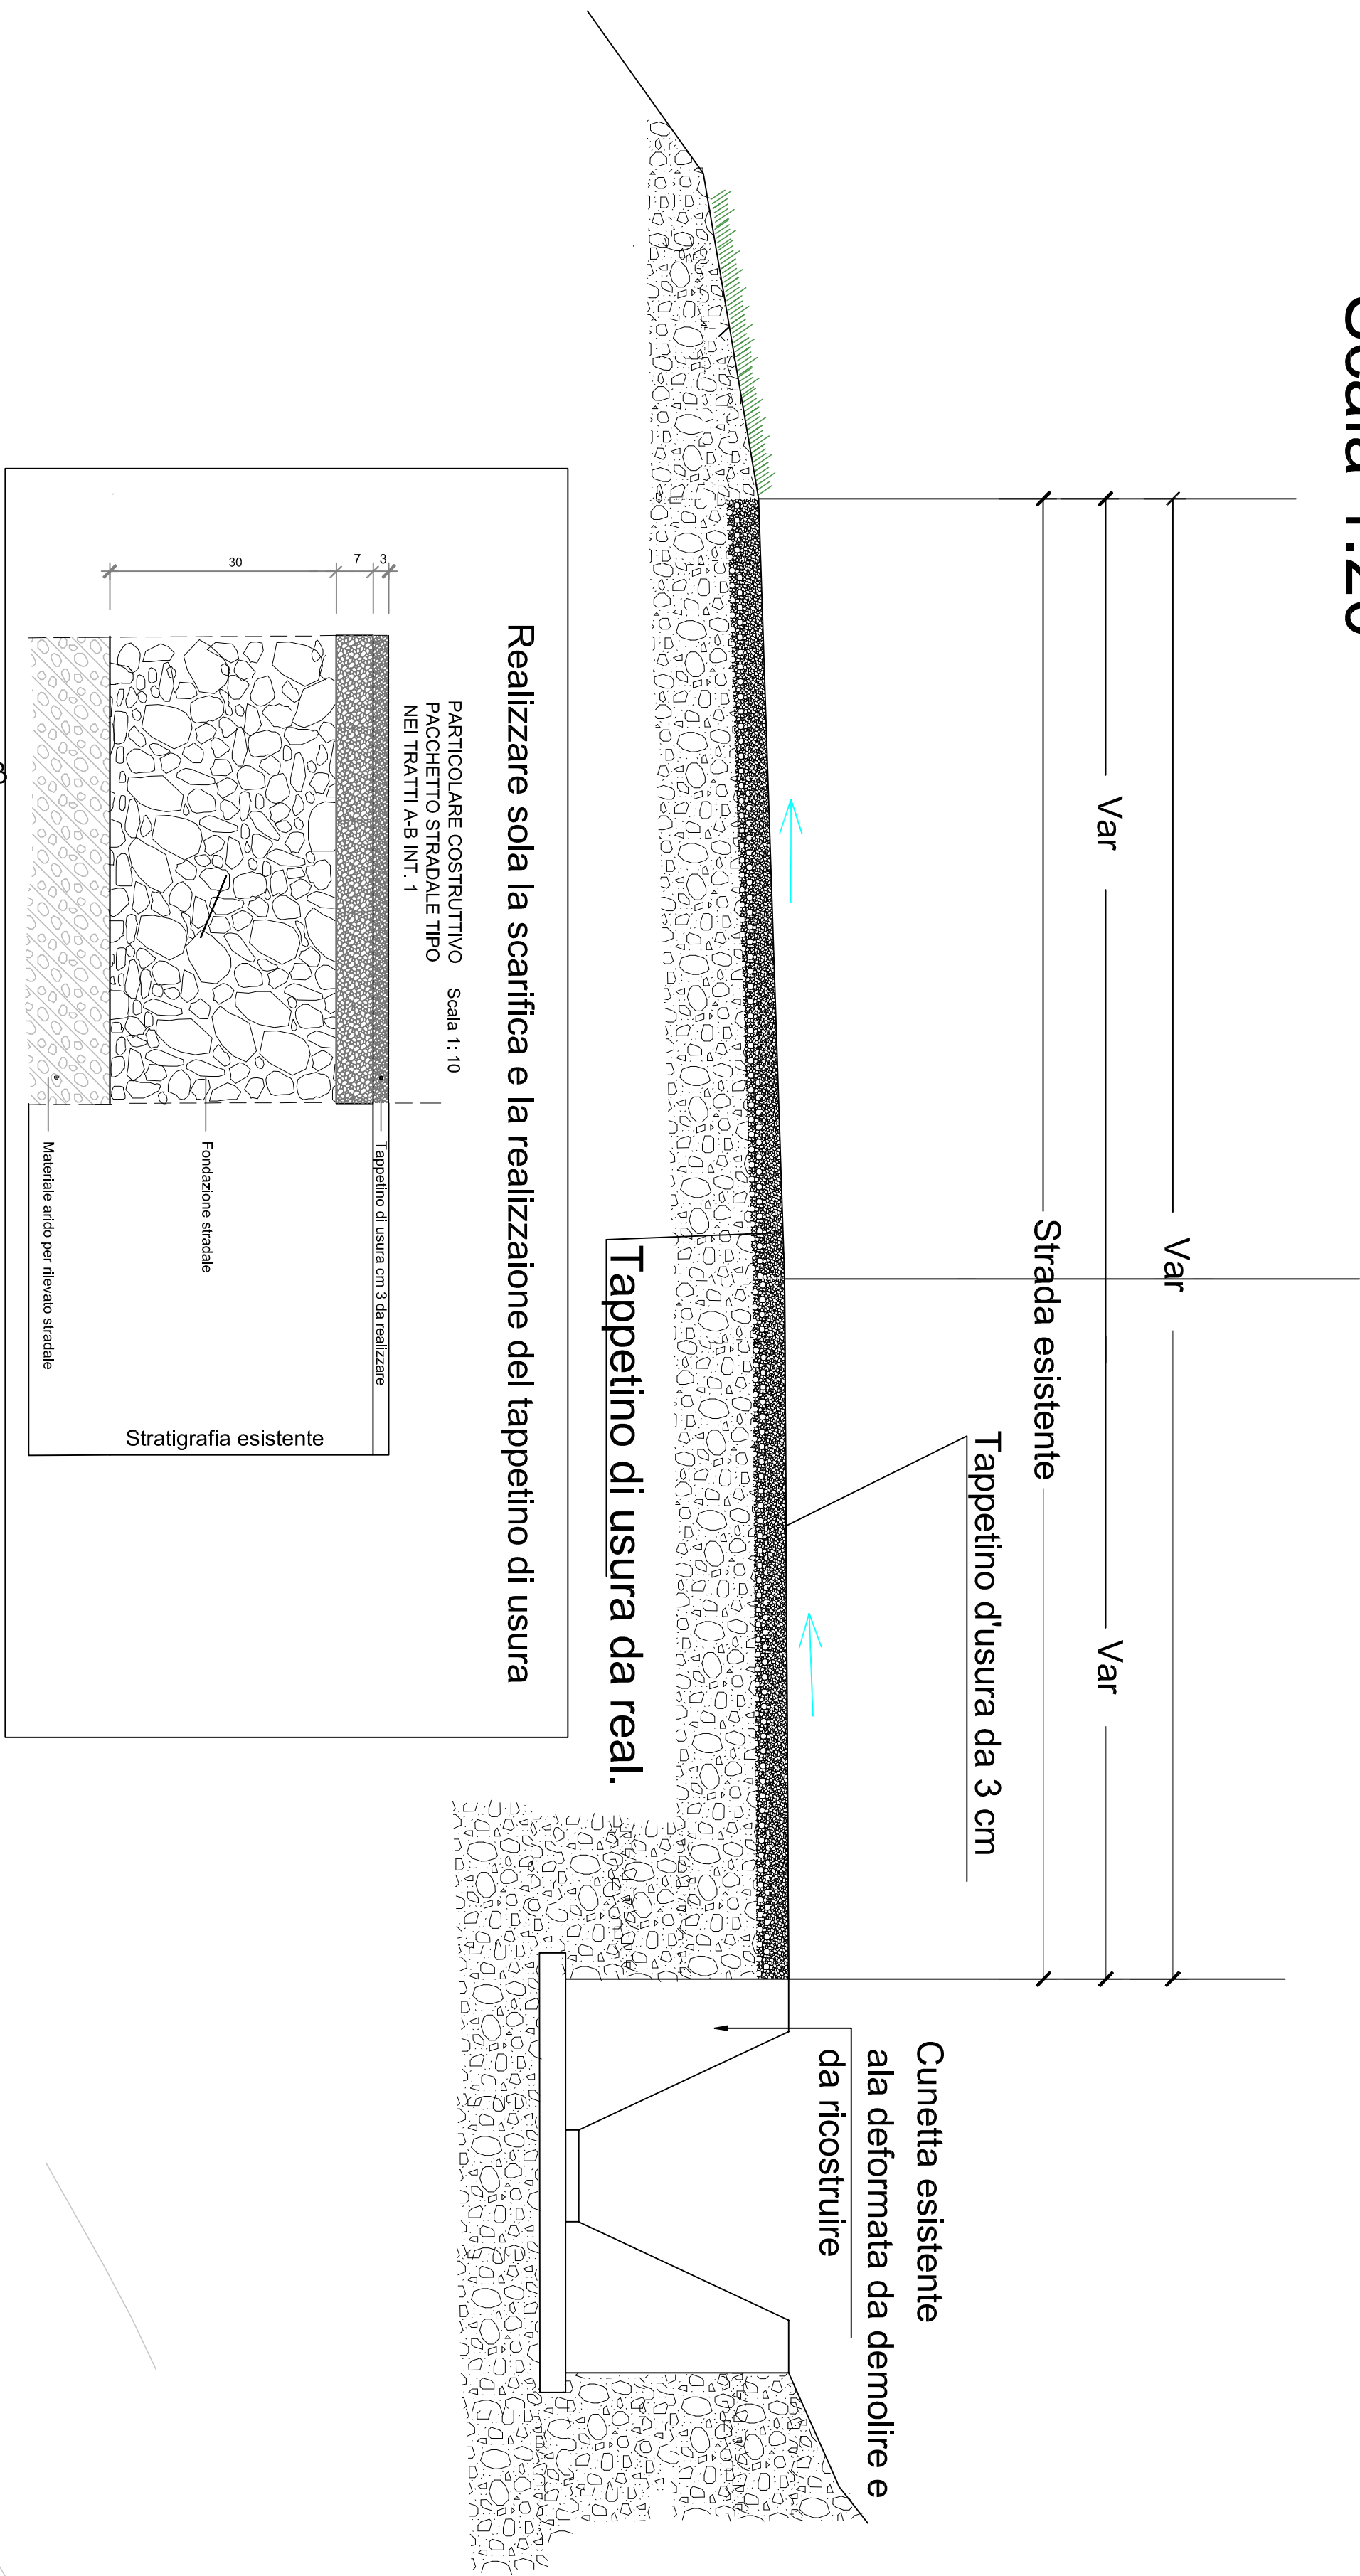 Scala 1:20
Var
Var
Var
Strada esistente
Tappetino d'usura da 3 cm
Cunetta esistente
ala deformata da demolire e
da ricostruire
Tappetino di usura da real.
Realizzare sola la scarifica e la realizzaione del tappetino di usura
PARTICOLARE COSTRUTTIVO Scala 1: 10
PACCHETTO STRADALE TIPO
NEI TRATTI A-B INT. 1
3
7
30
Tappetino di usura cm 3 da realizzare
Fondazione stradale
Materiale arido per rilevato stradale
Stratigrafia esistente